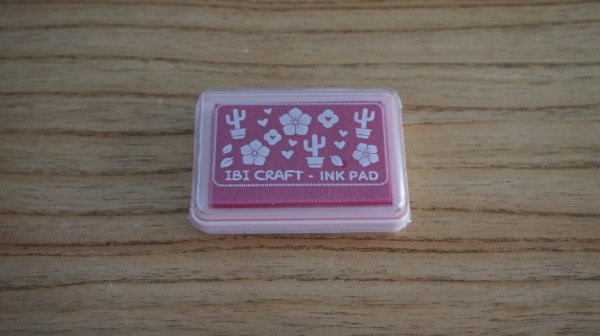 IBI CRAFT - INK PAD